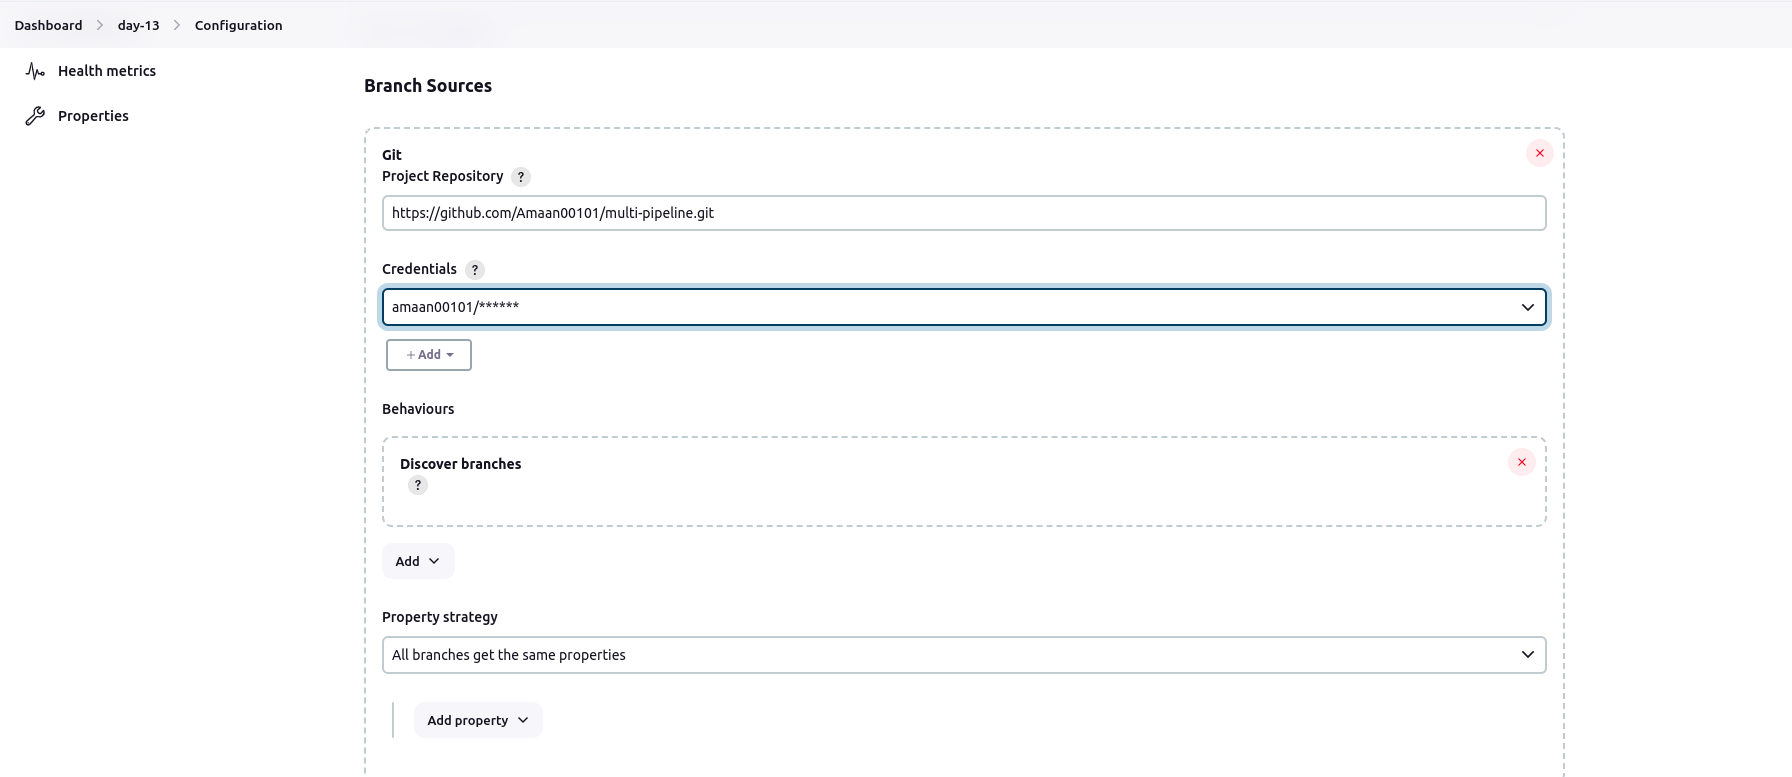 Dashboard > day-13 > Configuration
Health metrics
Properties
Branch Sources
Git
Project Repository ?
https://github.com/Amaan00101/multi-pipeline.git
Credentials ?
amaan00101/******
+ Add
Behaviours
Discover branches
?
Add
Property strategy
All branches get the same properties
Add property